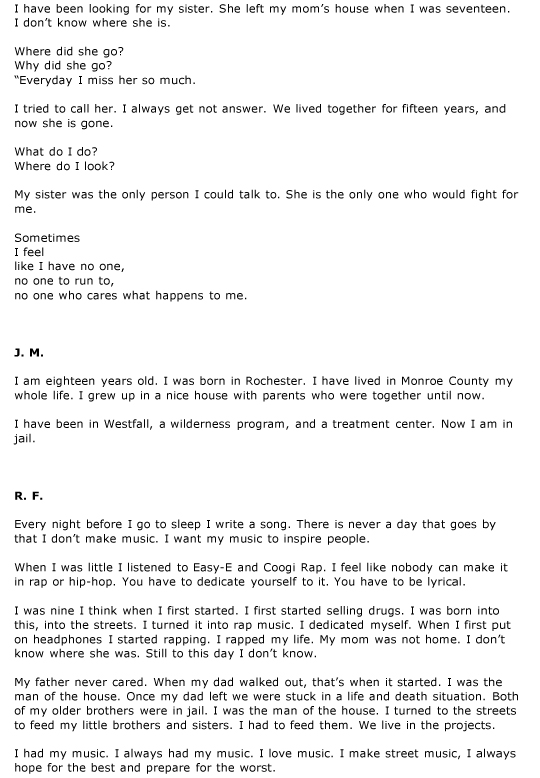 I have been looking for my sister. She left my mom's house when I was seventeen.
I don't know where she is.
Where did she go?
Why did she go?
"Everyday I miss her so much.
I tried to call her. I always get not answer. We lived together for fifteen years, and
now she is gone.
What do I do?
Where do I look?
My sister was the only person I could talk to. She is the only one who would fight for
me.
Sometimes
I feel
like I have no one,
no one to run to,
no one who cares what happens to me.
J. M.
I am eighteen years old. I was born in Rochester. I have lived in Monroe County my
whole life. I grew up in a nice house with parents who were together until now.
I have been in Westfall, a wilderness program, and a treatment center. Now I am in
jail.
R. F.
Every night before I go to sleep I write a song. There is never a day that goes by
that I don't make music. I want my music to inspire people.
When I was little I listened to Easy-E and Coogi Rap. I feel like nobody can make it
in rap or hip-hop. You have to dedicate yourself to it. You have to be lyrical.
I was nine I think when I first started. I first started selling drugs. I was born into
this, into the streets. I turned it into rap music. I dedicated myself. When I first put
on headphones I started rapping. I rapped my life. My mom was not home. I don't
know where she was. Still to this day I don't know.
My father never cared. When my dad walked out, that's when it started. I was the
man of the house. Once my dad left we were stuck in a life and death situation. Both
of my older brothers were in jail. I was the man of the house. I turned to the streets
to feed my little brothers and sisters. I had to feed them. We live in the projects.
I had my music. I always had my music. I love music. I make street music, I always
hope for the best and prepare for the worst.